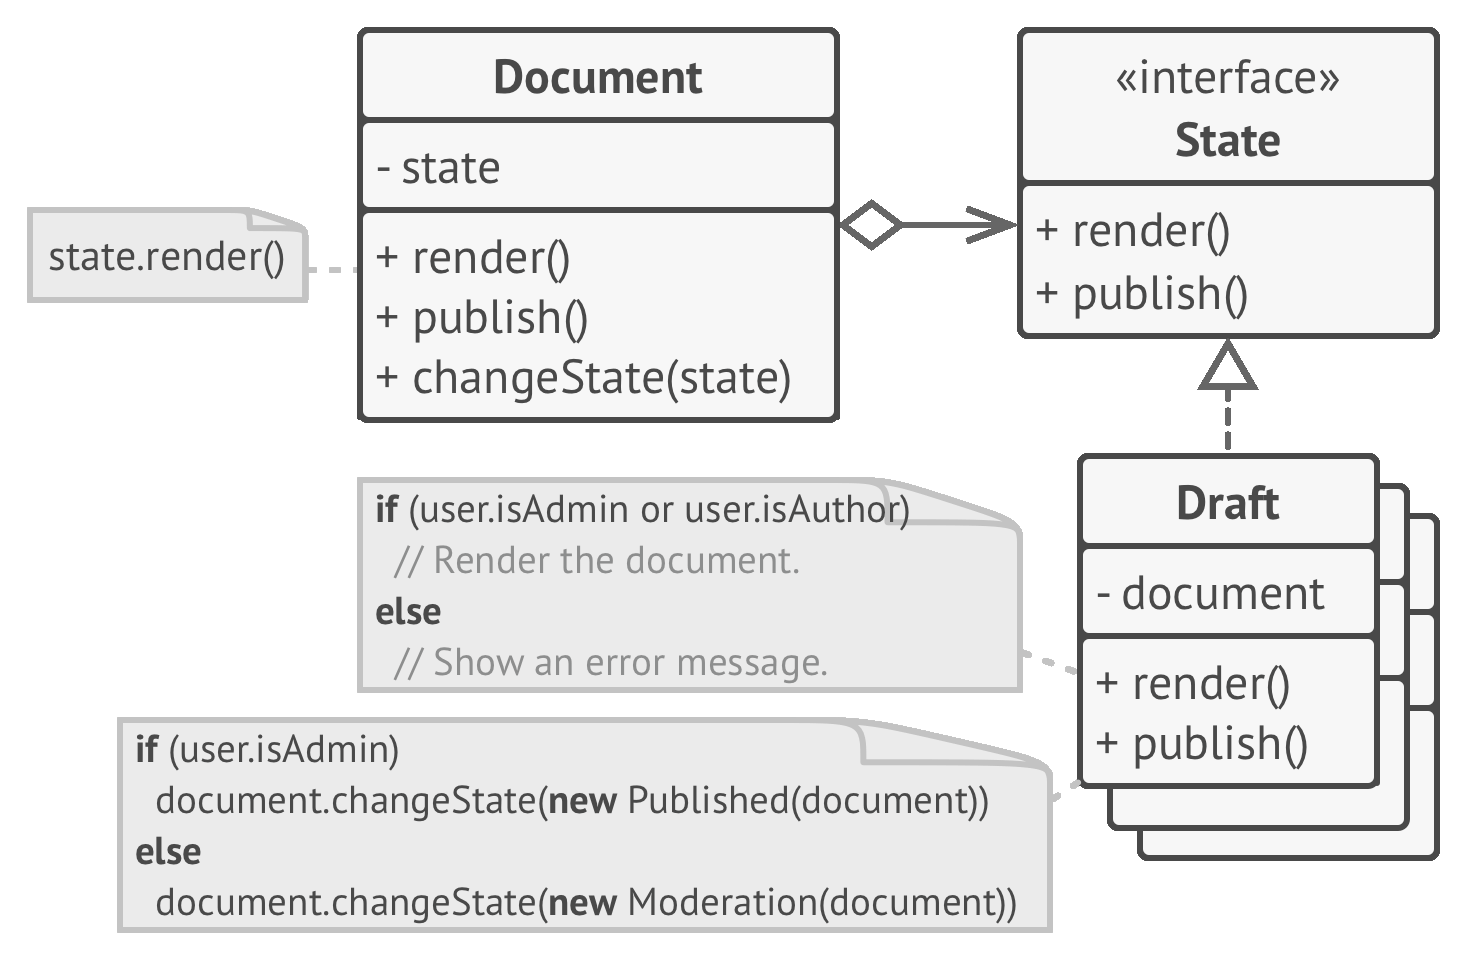 Document
- state
+ render()
+ publish()
+ changeState(state)
«interface»
State
+ render()
+ publish()
state.render()
Draft
- document
+ render()
+ publish()
if (user.isAdmin or user.isAuthor)
// Render the document.
else
// Show an error message.
if (user.isAdmin)
document.changeState(new Published(document))
else
document.changeState(new Moderation(document))